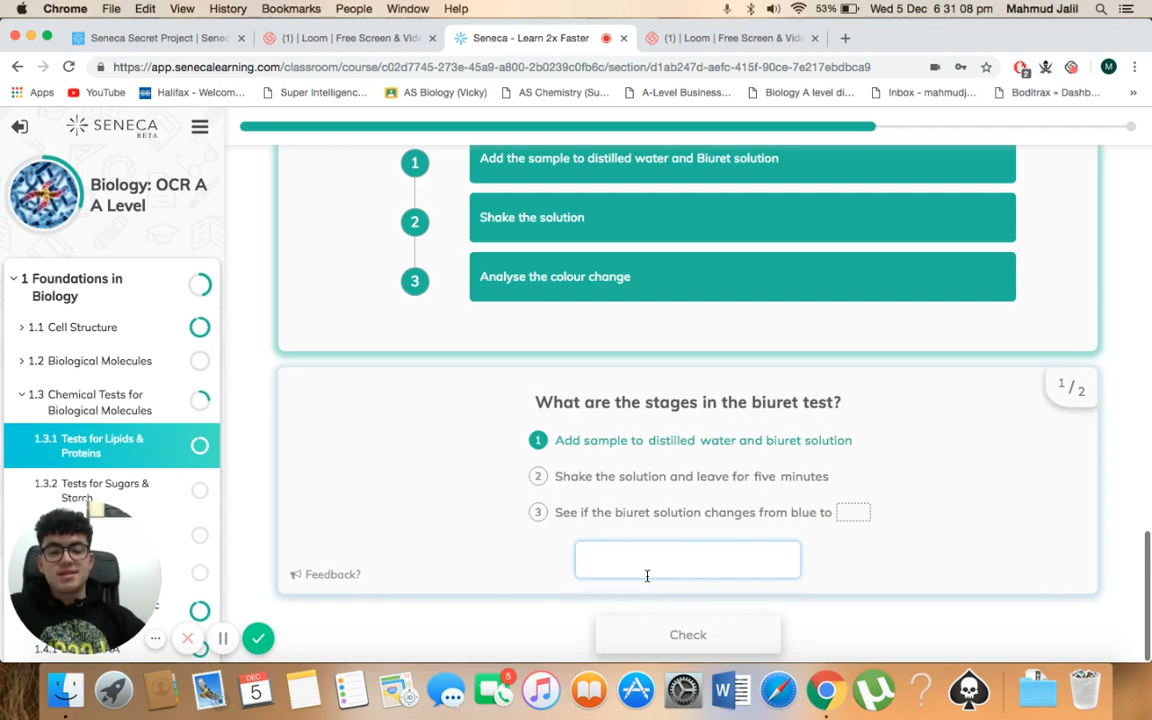 Chrome File Edit View History Bookmarks People Window Help 53% Wed 5 Dec 6:31:08 pm Mahmud Jalil
Seneca Secret Project | Senec × (1) | Loom | Free Screen & Vide × Seneca - Learn 2x Faster × (1) | Loom | Free Screen & Vide ×
https://app.senecalearning.com/classroom/course/c02d7745-273e-45a9-a800-2b0239c0fb6c/section/d1ab247d-aefc-415f-90ce-7e217ebdbca9
Apps YouTube Halifax - Welcom... Super Intelligenc... AS Biology (Vicky) AS Chemistry (Su... A-Level Business... Biology A level di... Inbox - mahmudj... Boditrax » Dashb...
SENECA
BETA
Biology: OCR A
A Level
1 Foundations in
Biology
1.1 Cell Structure
1.2 Biological Molecules
1.3 Chemical Tests for
Biological Molecules
1.3.1 Tests for Lipids &
Proteins
1.3.2 Tests for Sugars &
Starch
1 Add the sample to distilled water and Biuret solution
2 Shake the solution
3 Analyse the colour change
1 / 2
What are the stages in the biuret test?
1 Add sample to distilled water and biuret solution
2 Shake the solution and leave for five minutes
3 See if the biuret solution changes from blue to
Feedback?
Check
DEC
5
5